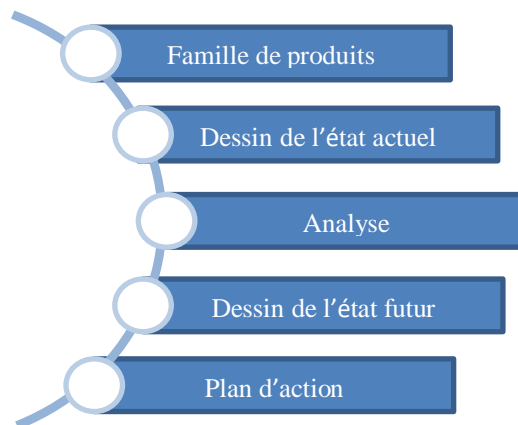 Famille de produits
Dessin de l'état actuel
Analyse
Dessin de l'état futur
Plan d'action